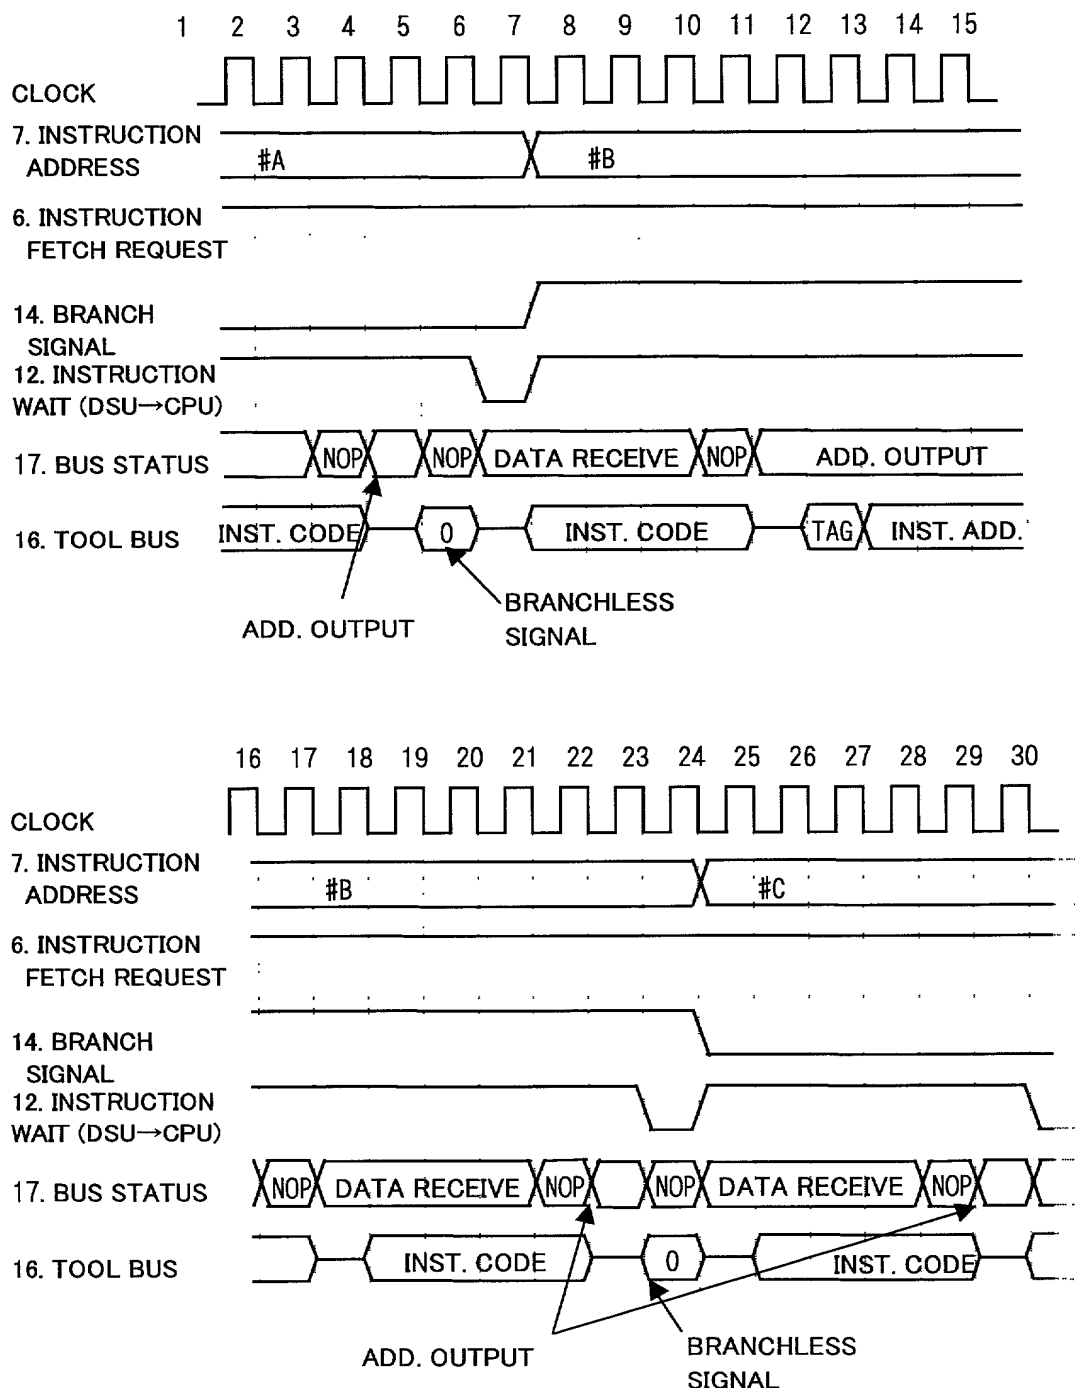 1 2 3 4 5 6 7 8 9 10 11 12 13 14 15
CLOCK
7. INSTRUCTION
ADDRESS
#A #B
6. INSTRUCTION
FETCH REQUEST
14. BRANCH
SIGNAL
12. INSTRUCTION
WAIT (DSU→CPU)
17. BUS STATUS NOP NOP DATA RECEIVE NOP ADD. OUTPUT
16. TOOL BUS INST. CODE 0 INST. CODE TAG INST. ADD.
ADD. OUTPUT
BRANCHLESS
SIGNAL
16 17 18 19 20 21 22 23 24 25 26 27 28 29 30
CLOCK
7. INSTRUCTION
ADDRESS
#B #C
6. INSTRUCTION
FETCH REQUEST
14. BRANCH
SIGNAL
12. INSTRUCTION
WAIT (DSU→CPU)
17. BUS STATUS NOP DATA RECEIVE NOP NOP DATA RECEIVE NOP
16. TOOL BUS INST. CODE 0 INST. CODE
ADD. OUTPUT
BRANCHLESS
SIGNAL